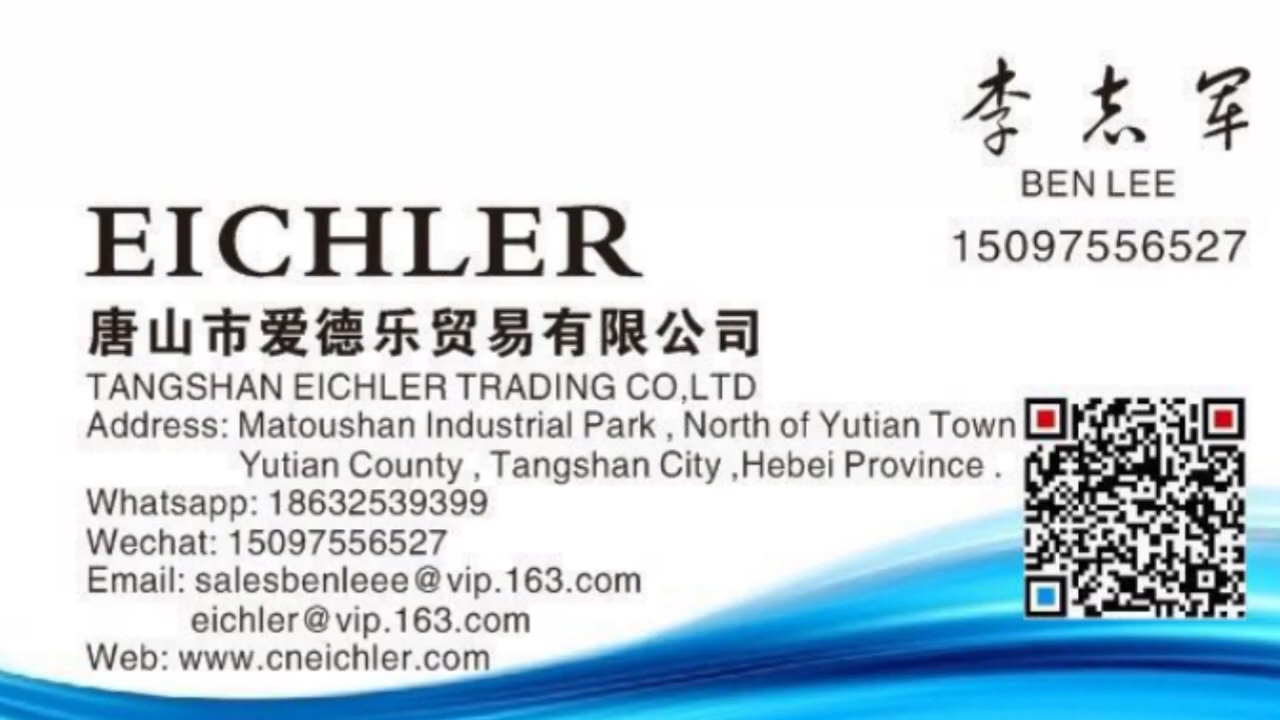 李志军
BEN LEE
15097556527
EICHLER
唐山市爱德乐贸易有限公司
TANGSHAN EICHLER TRADING CO,LTD
Address: Matoushan Industrial Park , North of Yutian Town
Yutian County , Tangshan City ,Hebei Province .
Whatsapp: 18632539399
Wechat: 15097556527
Email: salesbenleee@vip.163.com
eichler@vip.163.com
Web: www.cneichler.com